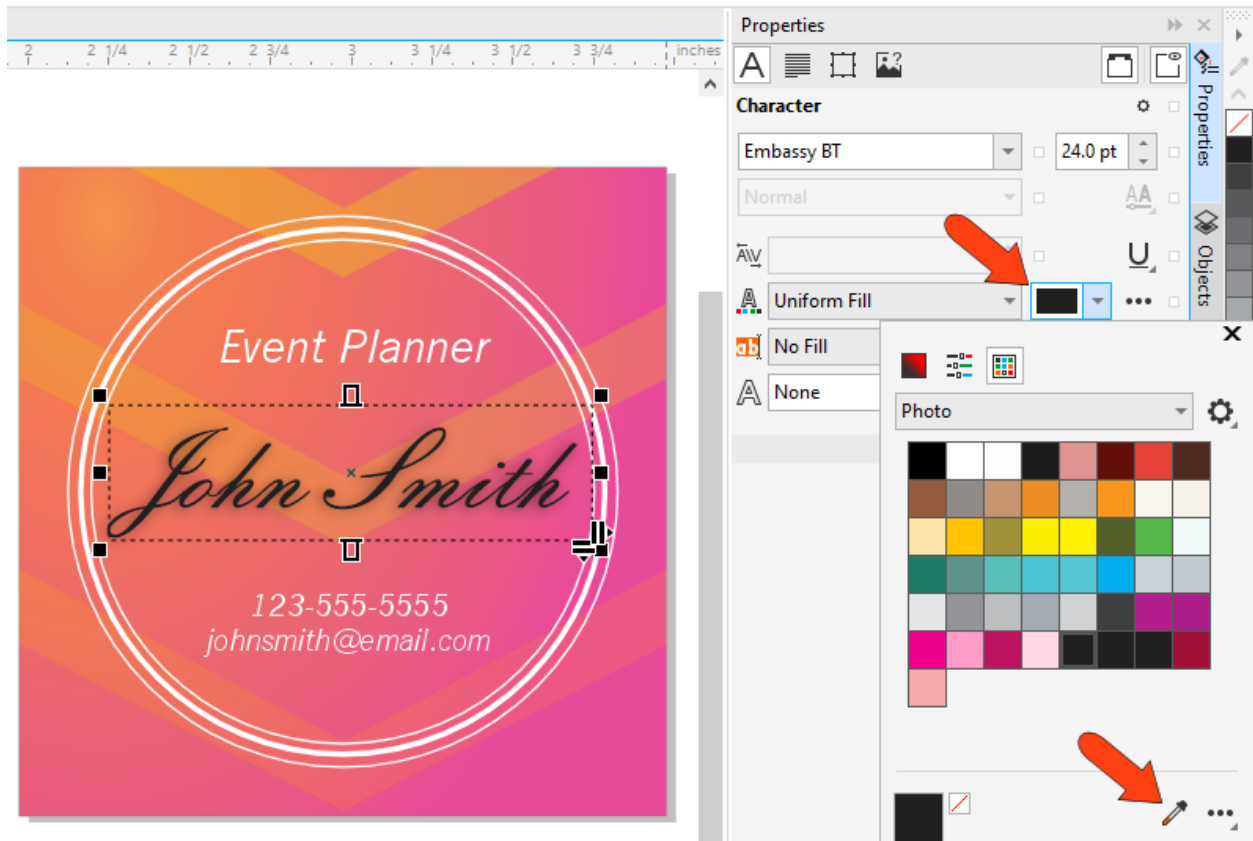 Properties
2 2 1/4 2 1/2 2 3/4 3 3 1/4 3 1/2 3 3/4 inches
Character
Properties
Embassy BT 24.0 pt
Normal
Objects
Uniform Fill
No Fill
None
Photo
Event Planner
John Smith
123-555-5555
johnsmith@email.com